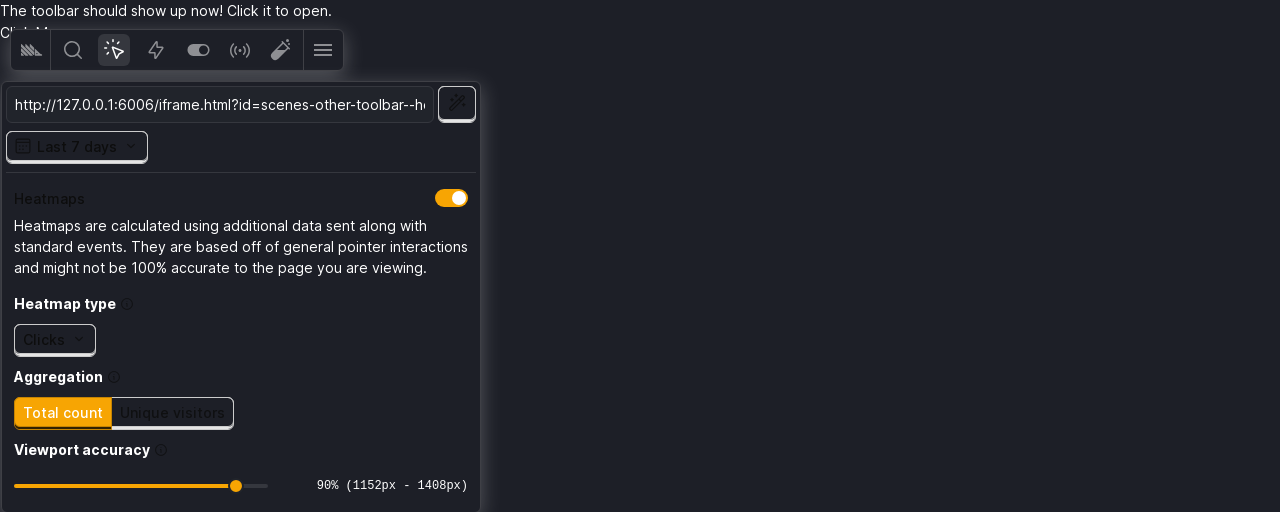 The toolbar should show up now! Click it to open.
http://127.0.0.1:6006/iframe.html?id=scenes-other-toolbar--he
Last 7 days
Heatmaps
Heatmaps are calculated using additional data sent along with
standard events. They are based off of general pointer interactions
and might not be 100% accurate to the page you are viewing.
Heatmap type
Clicks
Aggregation
Total count Unique visitors
Viewport accuracy
90% (1152px - 1408px)